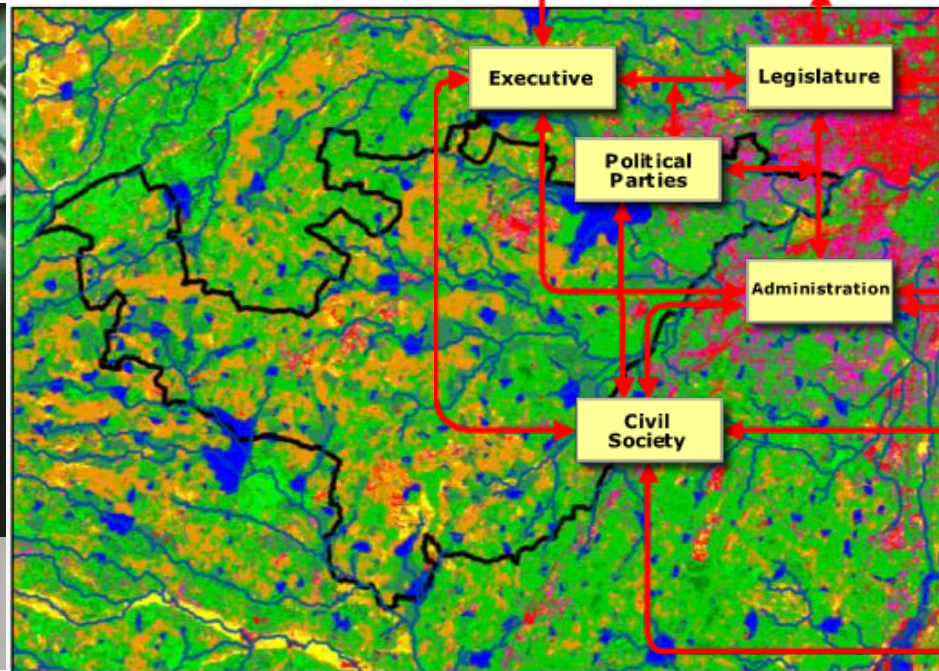 Executive
Legislature
Political
Parties
Administration
Civil
Society